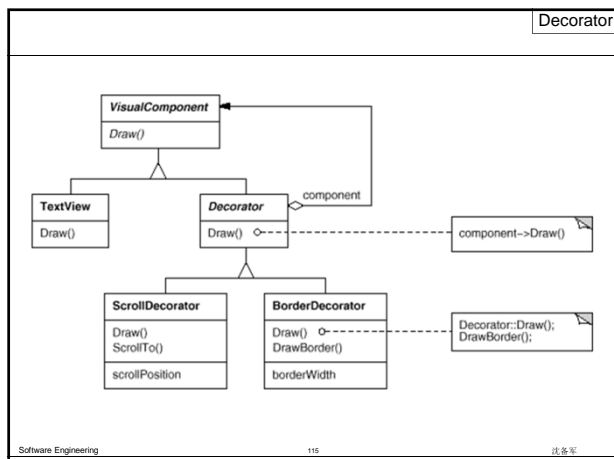 Decorator
VisualComponent
Draw()
component
TextView
Draw()
Decorator
Draw()
component->Draw()
ScrollDecorator
Draw()
ScrollTo()
scrollPosition
BorderDecorator
Draw()
DrawBorder()
borderWidth
Decorator::Draw();
DrawBorder();
Software Engineering
115
沈备军